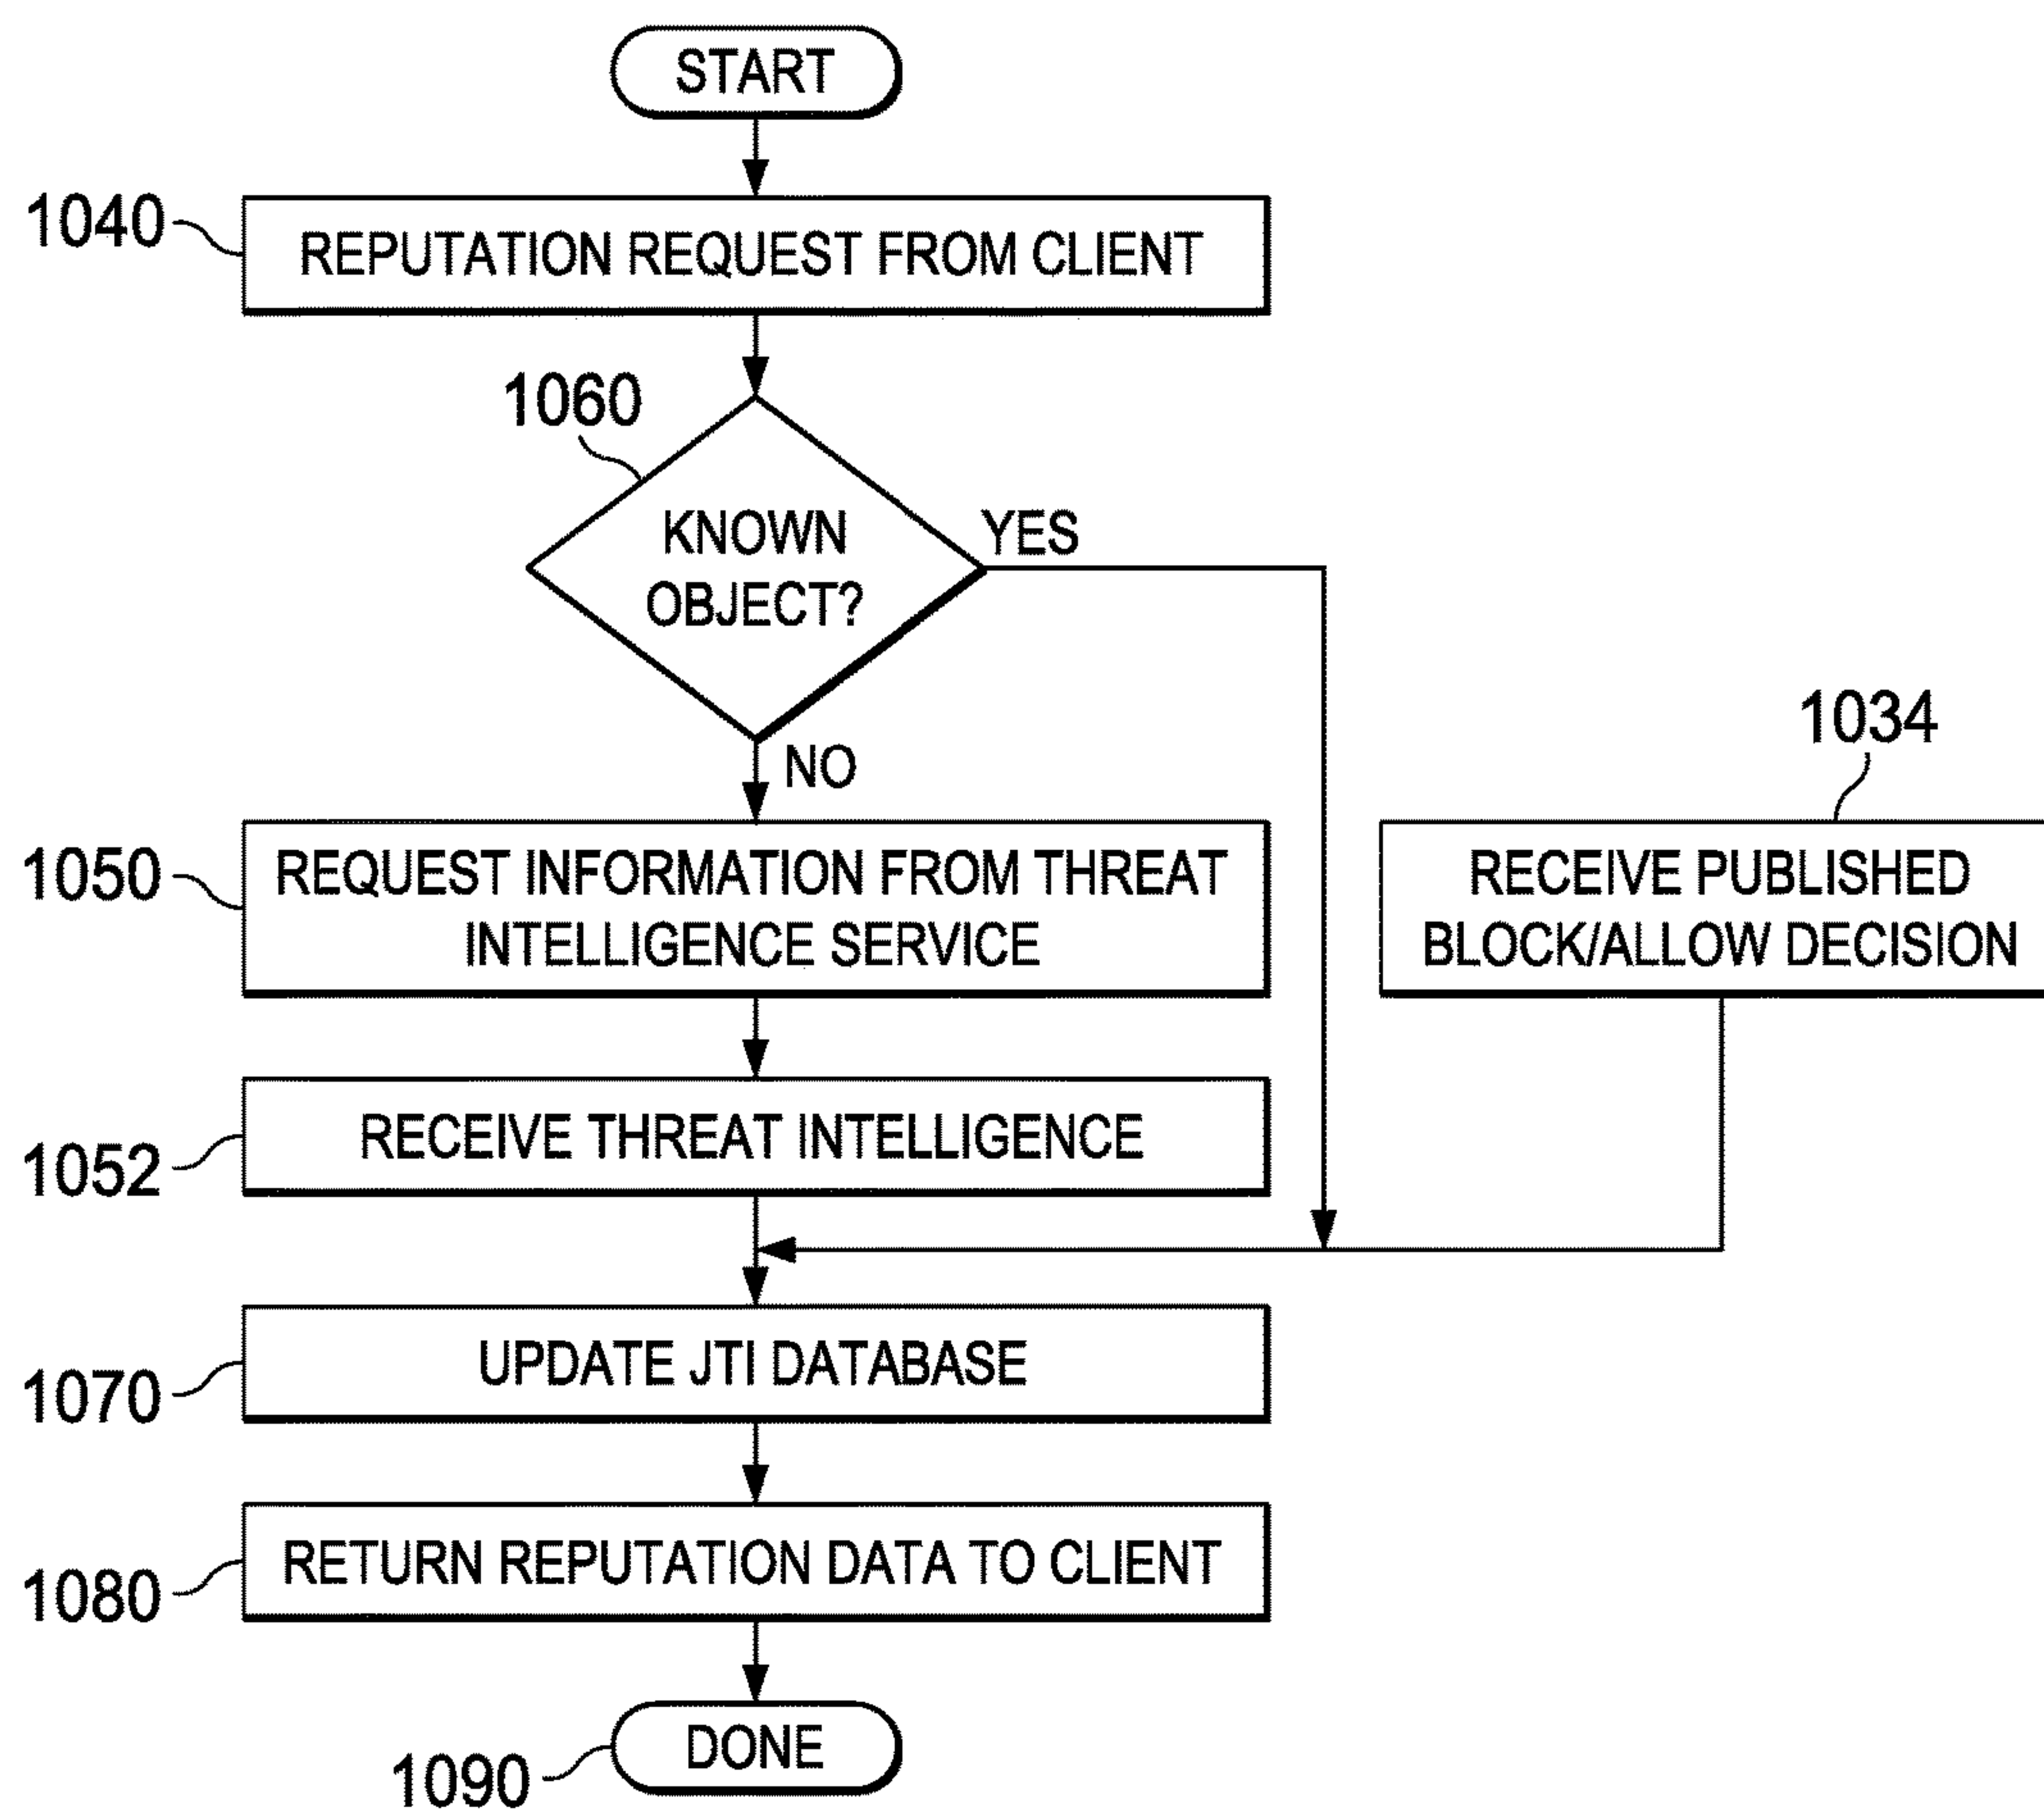 START
1040
REPUTATION REQUEST FROM CLIENT
1060
KNOWN
OBJECT?
YES
NO
1034
1050
REQUEST INFORMATION FROM THREAT
INTELLIGENCE SERVICE
RECEIVE PUBLISHED
BLOCK/ALLOW DECISION
1052
RECEIVE THREAT INTELLIGENCE
1070
UPDATE JTI DATABASE
1080
RETURN REPUTATION DATA TO CLIENT
1090
DONE